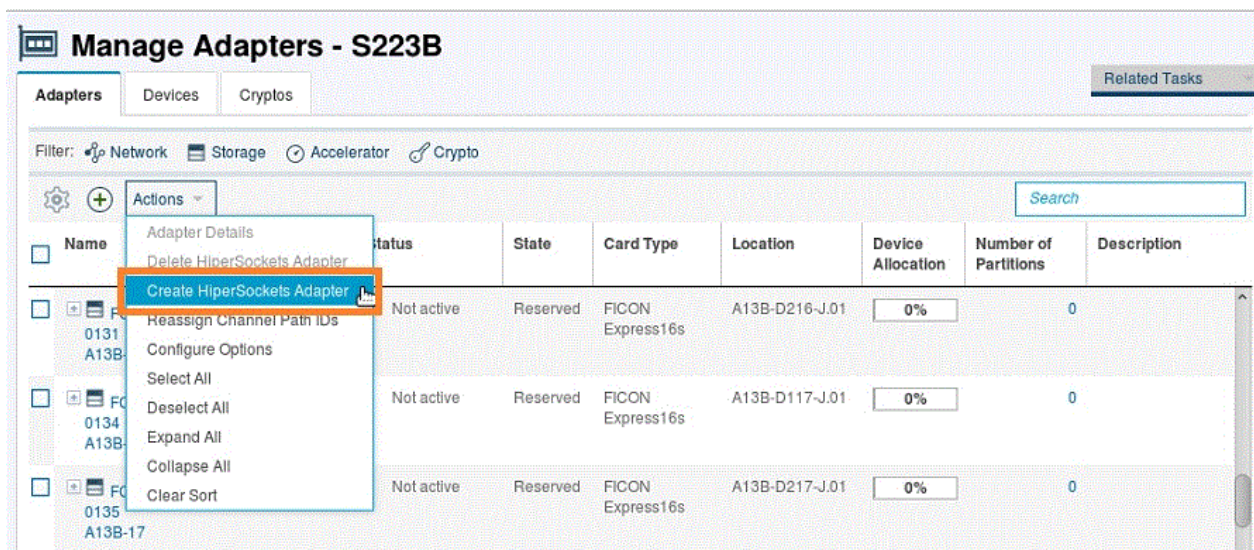 Manage Adapters - S223B
Related Tasks
Adapters Devices Cryptos
Filter: Network Storage Accelerator Crypto
Actions
Search
Name Status State Card Type Location Device Allocation Number of Partitions Description
Adapter Details
Delete HiperSockets Adapter
Create HiperSockets Adapter
Reassign Channel Path IDs
Configure Options
Select All
Deselect All
Expand All
Collapse All
Clear Sort
0131 Not active Reserved FICON Express16s A13B-D216-J.01 0% 0
A13B-
0134 Not active Reserved FICON Express16s A13B-D117-J.01 0% 0
A13B-
0135 Not active Reserved FICON Express16s A13B-D217-J.01 0% 0
A13B-17